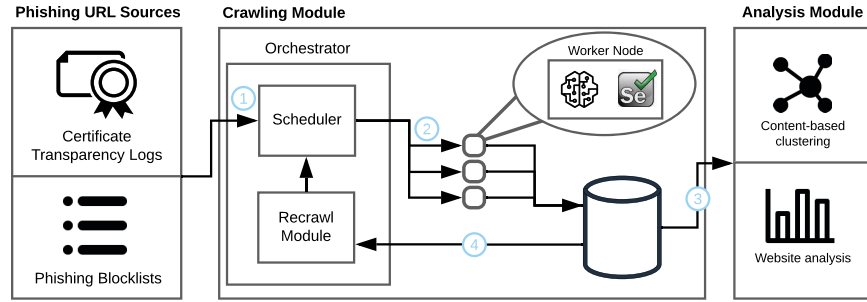 Phishing URL Sources
Crawling Module
Analysis Module
Certificate
Transparency Logs
Phishing Blocklists
Orchestrator
1
Scheduler
Recrawl
Module
2
Worker Node
Se
3
4
Content-based
clustering
Website analysis